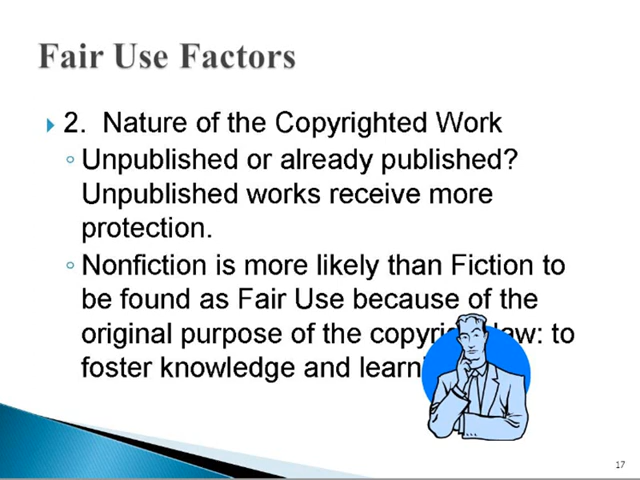 Fair Use Factors
2. Nature of the Copyrighted Work
Unpublished or already published?
Unpublished works receive more
protection.
Nonfiction is more likely than Fiction to
be found as Fair Use because of the
original purpose of the law: to
foster knowledge and
17